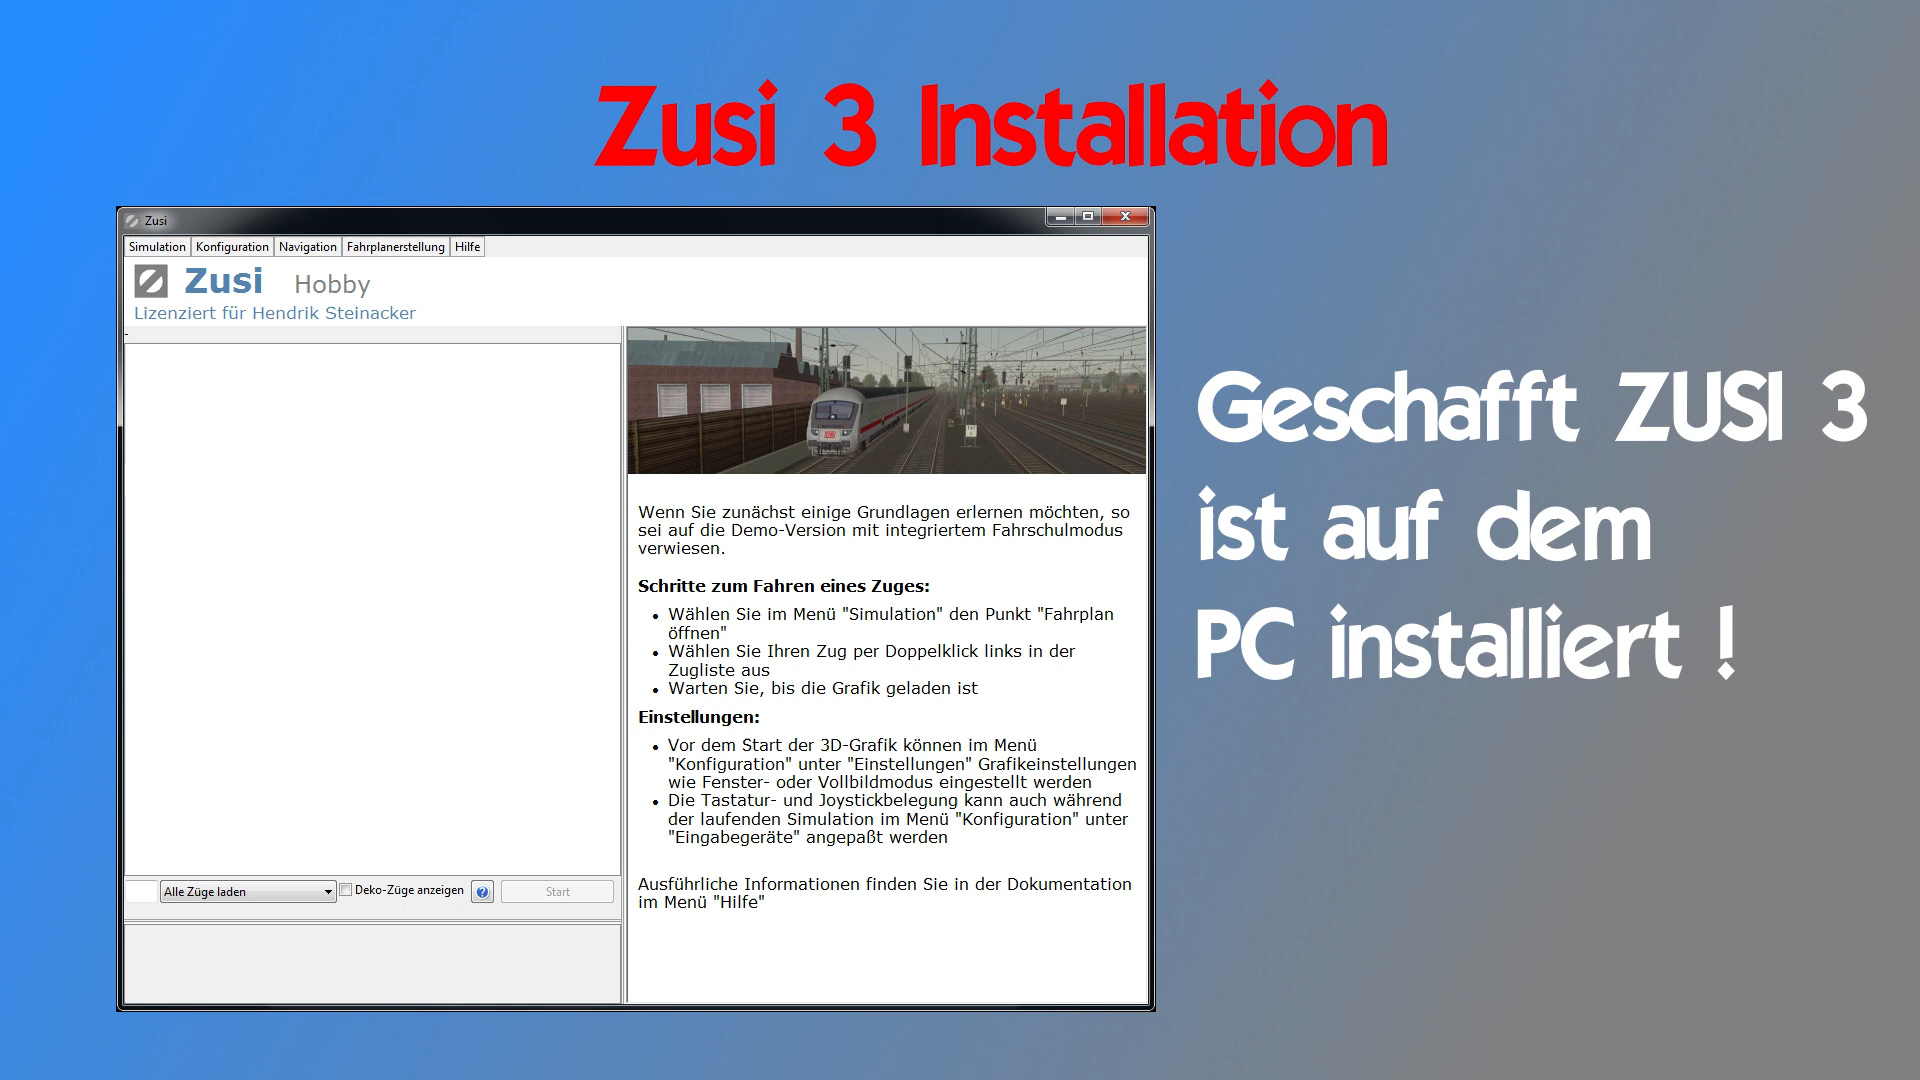 Zusi 3 Installation
Zusi
Simulation Konfiguration Navigation Fahrplanerstellung Hilfe
Zusi Hobby
Lizenziert für Hendrik Steinacker
-
Wenn Sie zunächst einige Grundlagen erlernen möchten, so
sei auf die Demo-Version mit integriertem Fahrschulmodus
verwiesen.
Schritte zum Fahren eines Zuges:
• Wählen Sie im Menü "Simulation" den Punkt "Fahrplan
öffnen"
• Wählen Sie Ihren Zug per Doppelklick links in der
Zugliste aus
• Warten Sie, bis die Grafik geladen ist
Einstellungen:
• Vor dem Start der 3D-Grafik können im Menü
"Konfiguration" unter "Einstellungen" Grafikeinstellungen
wie Fenster- oder Vollbildmodus eingestellt werden
• Die Tastatur- und Joystickbelegung kann auch während
der laufenden Simulation im Menü "Konfiguration" unter
"Eingabegeräte" angepaßt werden
Ausführliche Informationen finden Sie in der Dokumentation
im Menü "Hilfe"
Alle Züge laden Deko-Züge anzeigen ? Start
Geschafft ZUSI 3
ist auf dem
PC installiert !